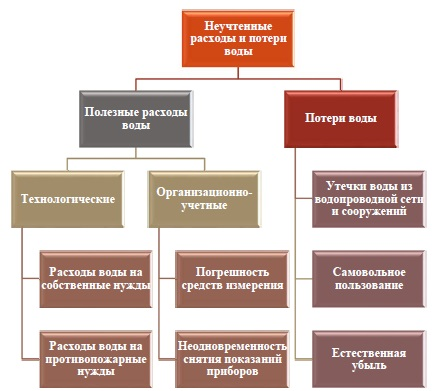 Неучтенные
расходы и потери
воды
Полезные расходы
воды
Потери воды
Технологические
Организационно-
учетные
Утечки воды из
водопроводной сети
и сооружений
Расходы воды на
собственные нужды
Погрешность
средств измерения
Самовольное
пользование
Расходы воды на
противопожарные
нужды
Неодновременность
снятия показаний
приборов
Естественная
убыль